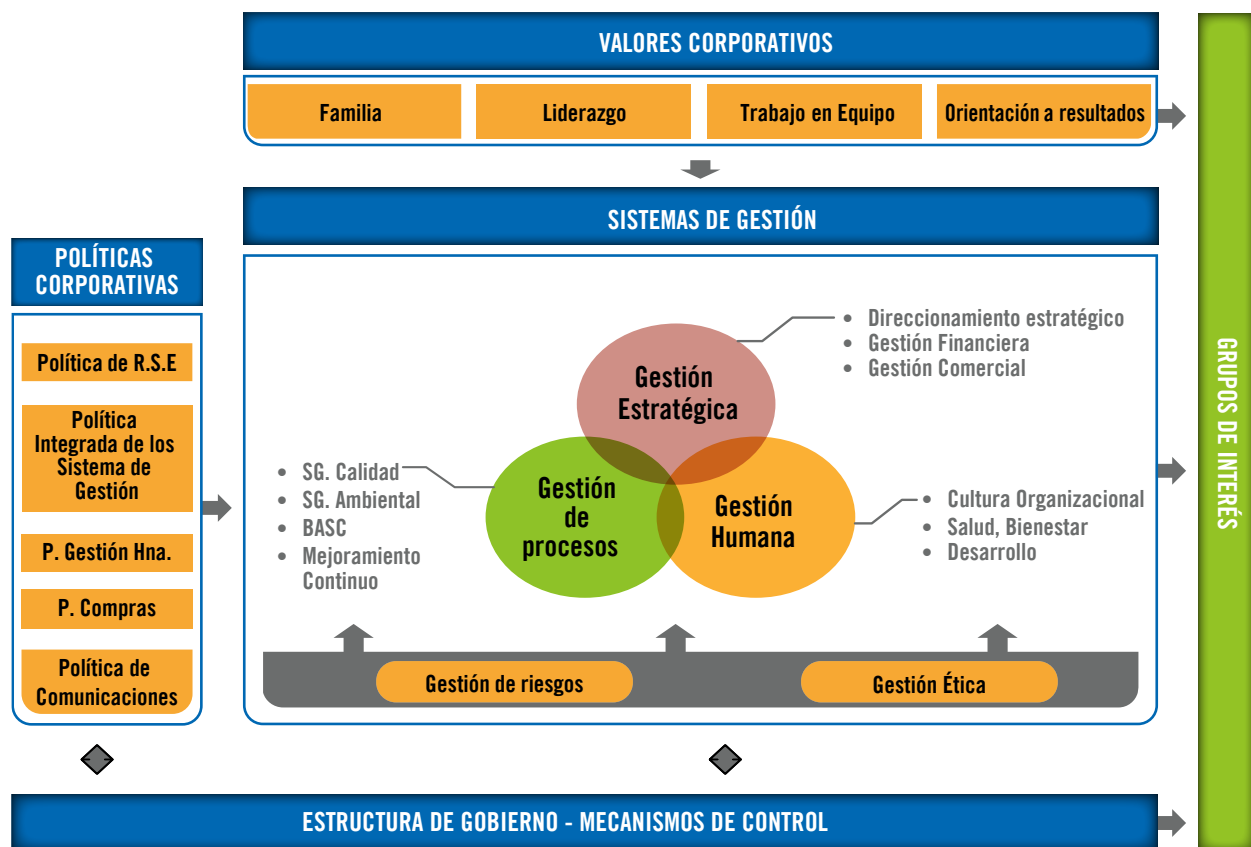 VALORES CORPORATIVOS
Familia
Liderazgo
Trabajo en Equipo
Orientación a resultados
SISTEMAS DE GESTIÓN
POLÍTICAS
CORPORATIVAS
Política de R.S.E
Política
Integrada de los
Sistema de
Gestión
P. Gestión Hna.
P. Compras
Política de
Comunicaciones
• Direccionamiento estratégico
• Gestión Financiera
• Gestión Comercial
Gestión
Estratégica
• SG. Calidad
• SG. Ambiental
• BASC
• Mejoramiento
Continuo
Gestión
de
procesos
Gestión
Humana
• Cultura Organizacional
• Salud, Bienestar
• Desarrollo
Gestión de riesgos
Gestión Ética
GRUPOS DE INTERÉS
ESTRUCTURA DE GOBIERNO - MECANISMOS DE CONTROL